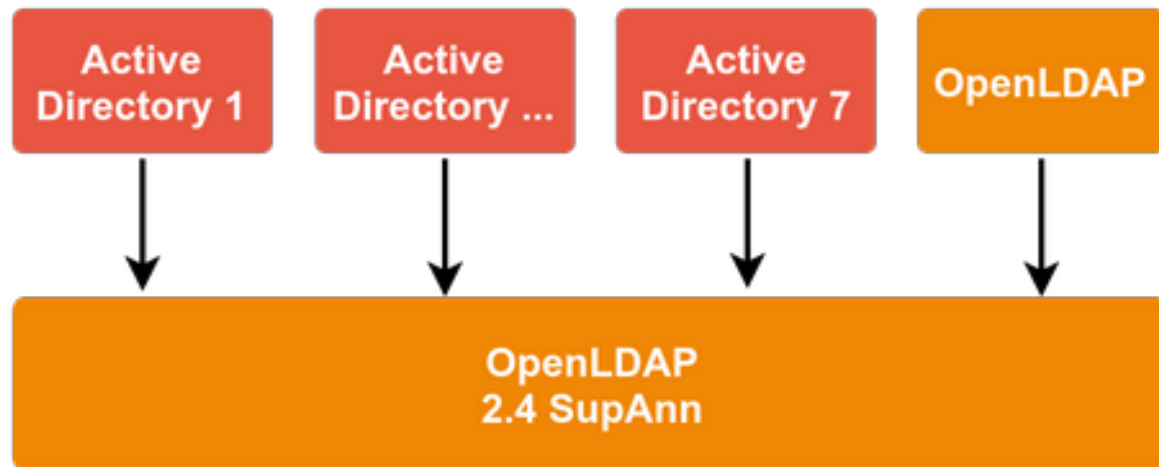 Active
Directory 1
Active
Directory ...
Active
Directory 7
OpenLDAP
OpenLDAP
2.4 SupAnn